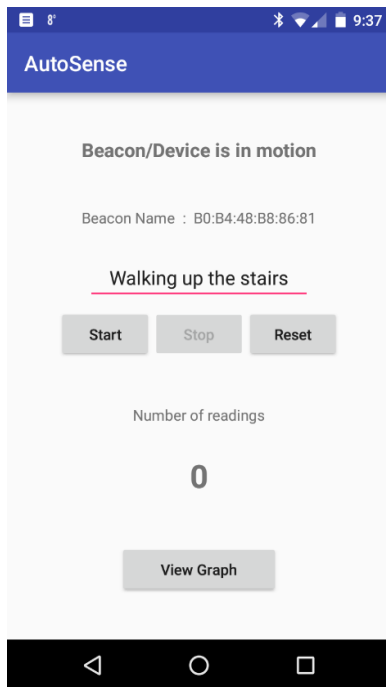 8° 9:37
AutoSense
Beacon/Device is in motion
Beacon Name : B0:B4:48:B8:86:81
Walking up the stairs
Start Stop Reset
Number of readings
0
View Graph